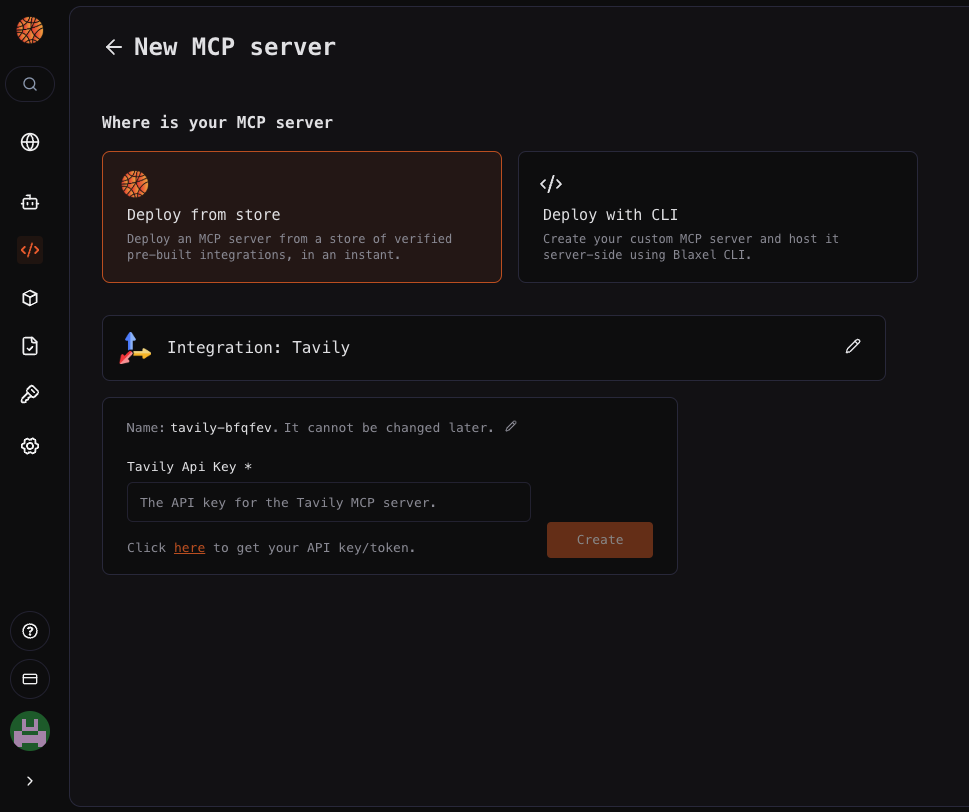 New MCP server
Where is your MCP server
Deploy from store
Deploy an MCP server from a store of verified
pre-built integrations, in an instant.
Deploy with CLI
Create your custom MCP server and host it
server-side using Blaxel CLI.
Integration: Tavily
Name: tavily-bfqfev. It cannot be changed later.
Tavily Api Key *
The API key for the Tavily MCP server.
Click here to get your API key/token.
Create